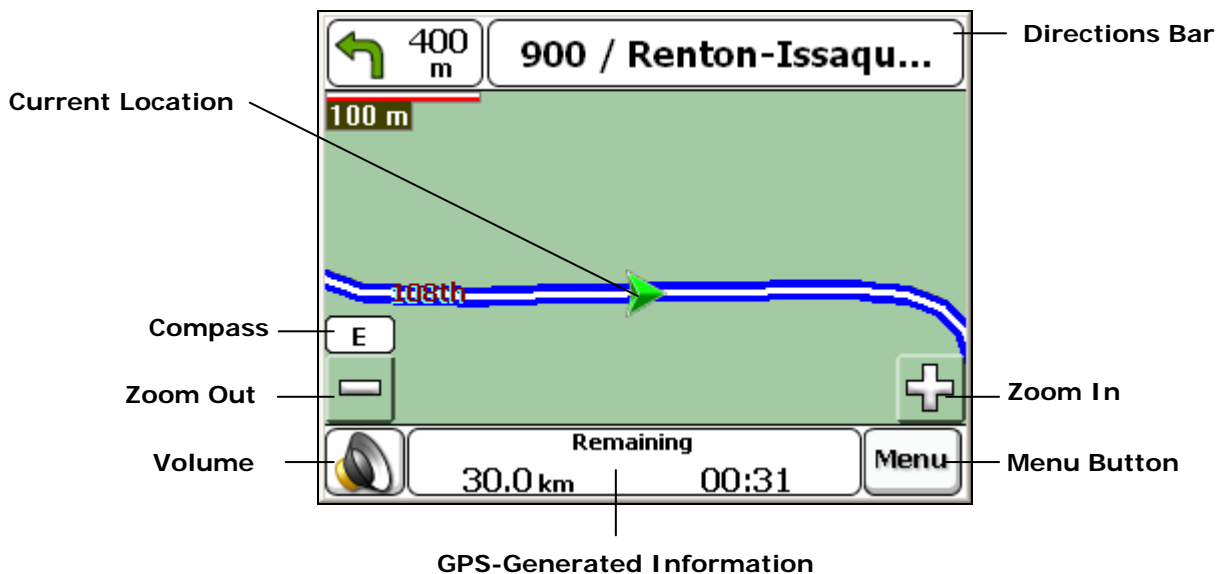 400
m
900 / Renton-Issaqu...
Directions Bar
Current Location
100 m
108th
Compass
E
Zoom Out
Zoom In
Volume
Remaining
30.0 km 00:31
Menu
Menu Button
GPS-Generated Information